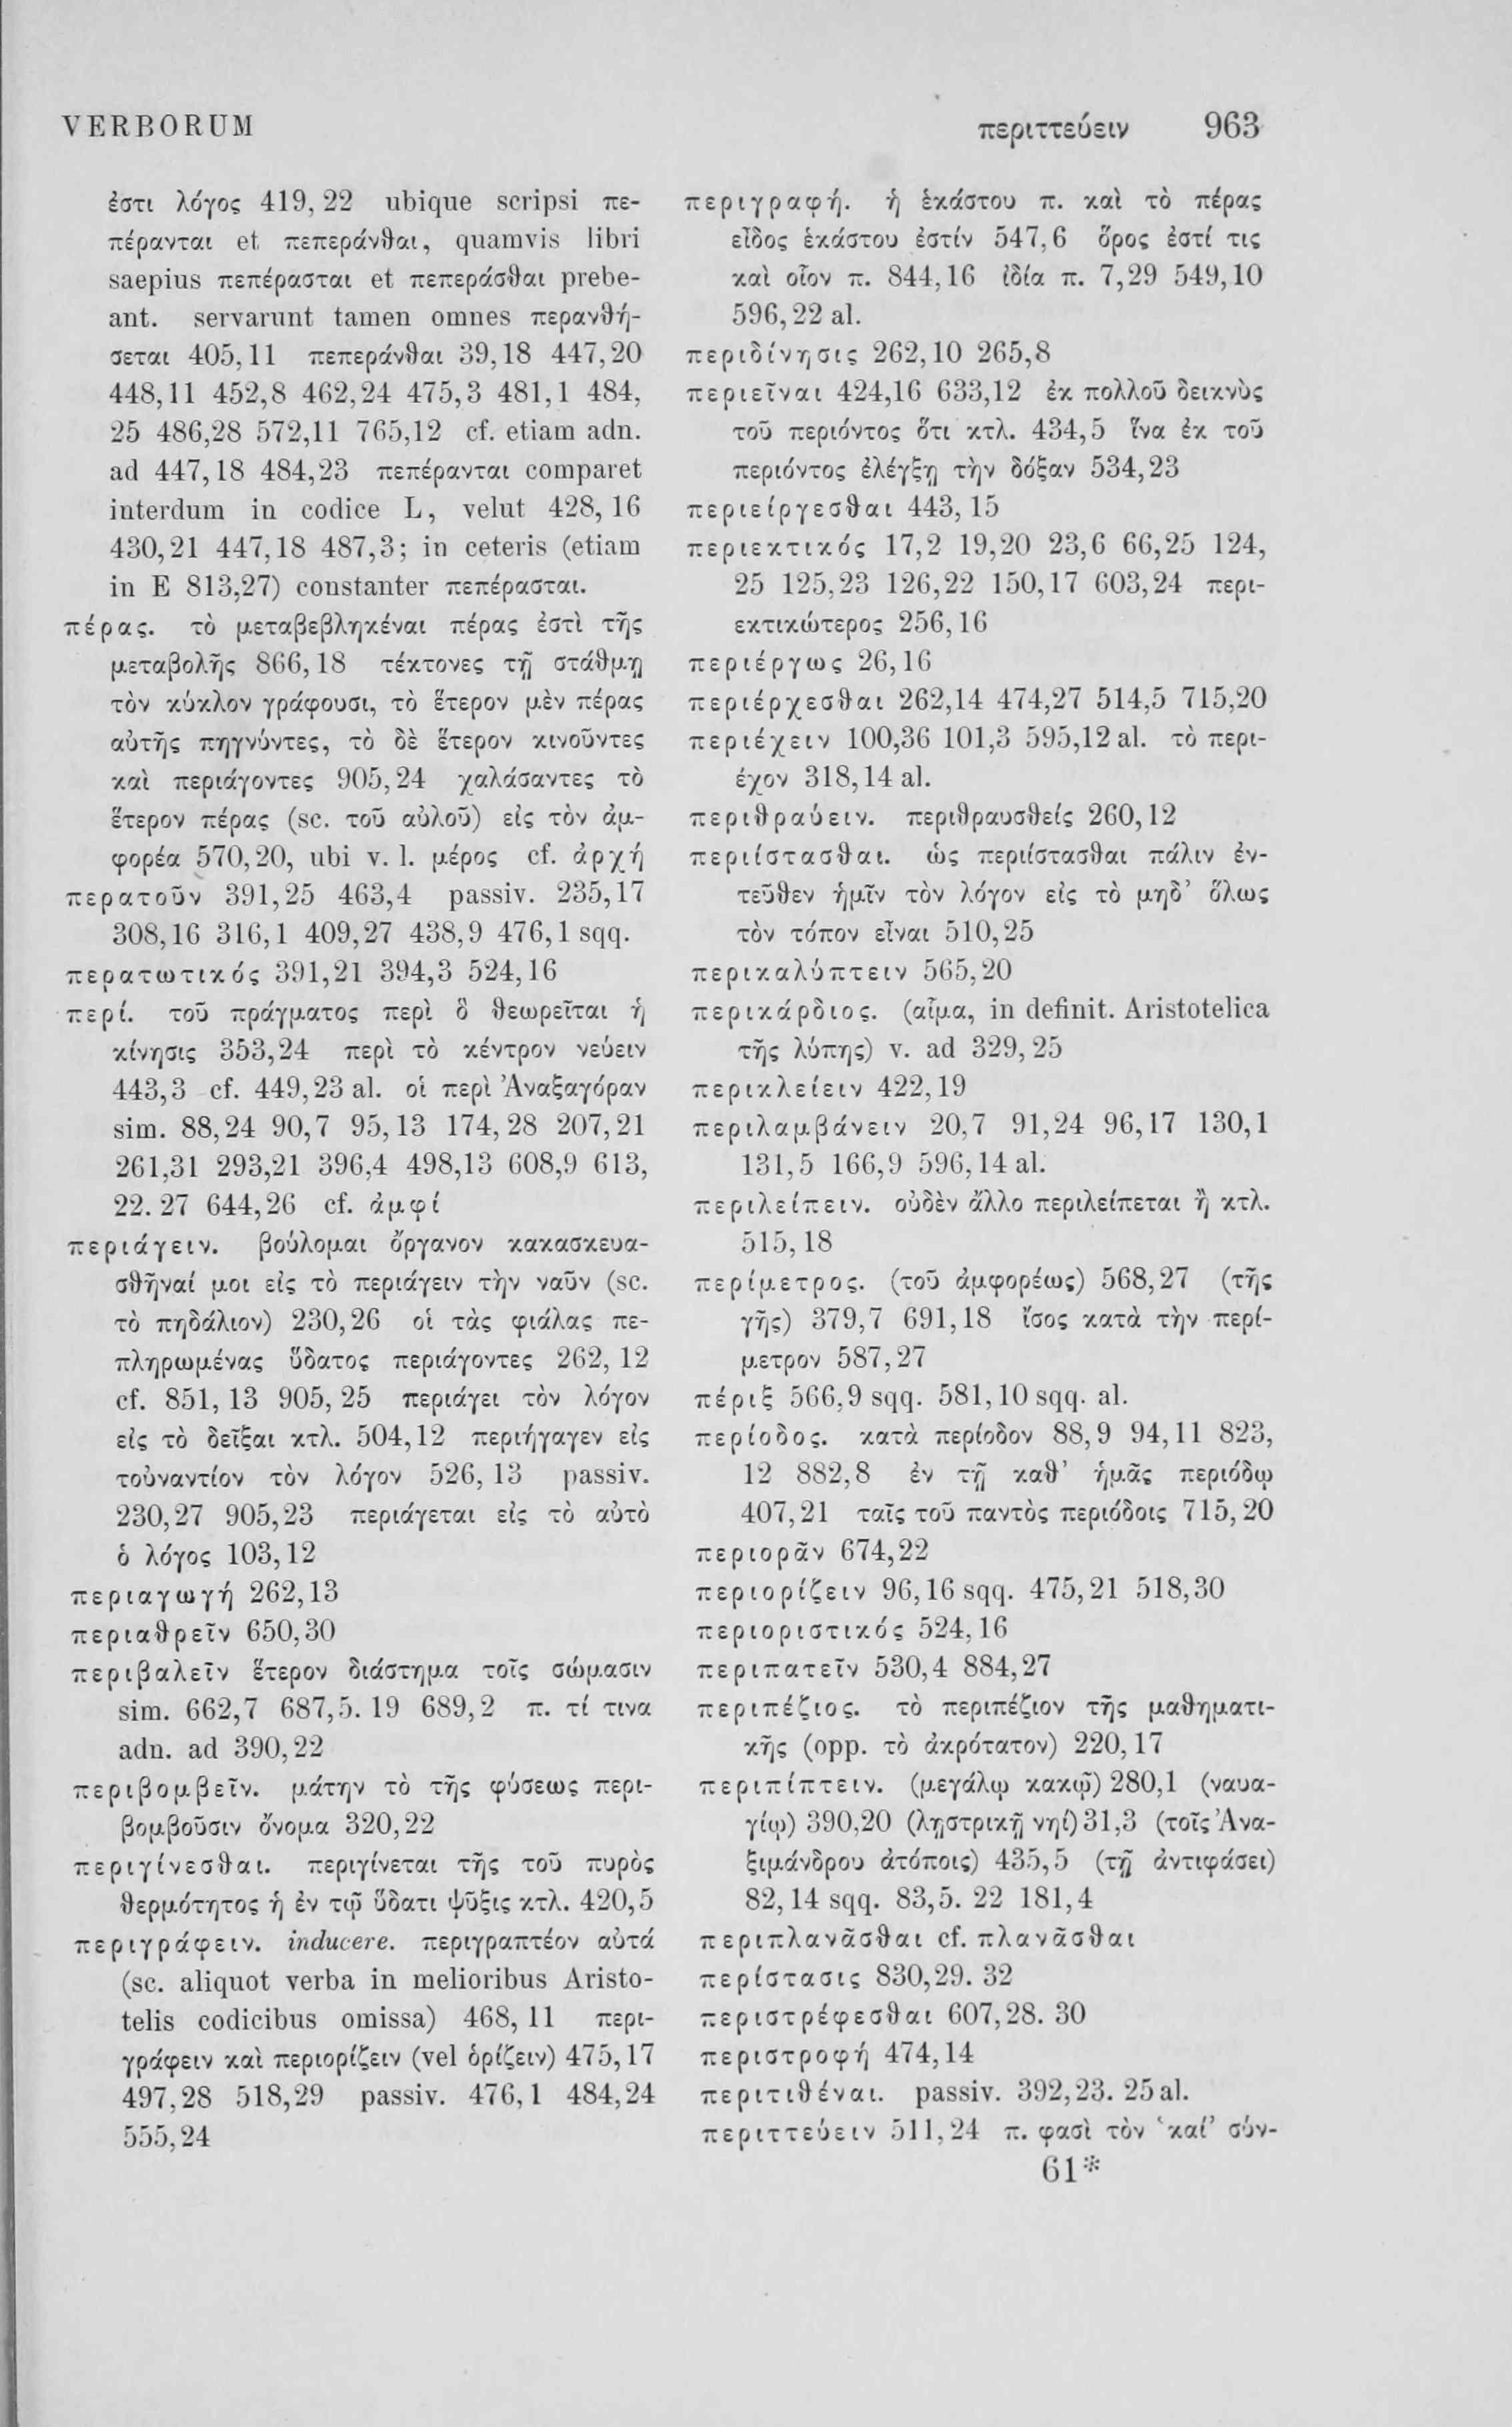 VERBORUM
περιττεύειν 963
ἐστι λόγος 419, 22 ubique scripsi πε-
πέρανται et πεπεράνθαι, quamvis libri
saepius πεπέρασται et πεπεράσθαι prebe-
ant. servarunt tamen omnes περανθή-
σεται 405,11 πεπεράνθαι 39,18 447,20
448,11 452,8 462,24 475,3 481,1 484,
25 486,28 572,11 765,12 cf. etiam adn.
ad 447,18 484,23 πεπέρανται comparet
interdum in codice L, velut 428,16
430,21 447,18 487,3; in ceteris (etiam
in E 813,27) constanter πεπέρασται.
πέρας. τὸ μεταβεβληκέναι πέρας ἐστὶ τῆς
μεταβολῆς 866,18 τέκτονες τῇ στάθμῃ
τὸν κύκλον γράφουσι, τὸ ἕτερον μὲν πέρας
αὐτῆς πηγνύντες, τὸ δὲ ἕτερον κινοῦντες
καὶ περιάγοντες 905,24 χαλάσαντες τὸ
ἕτερον πέρας (sc. τοῦ αὐλοῦ) εἰς τὸν ἀμ-
φορέα 570,20, ubi v. l. μέρος cf. ἀρχή
περατοῦν 391,25 463,4 passiv. 235,17
308,16 316,1 409,27 438,9 476,1 sqq.
περατωτικός 391,21 394,3 524,16
περί. τοῦ πράγματος περὶ ὃ θεωρεῖται ἡ
κίνησις 353,24 περὶ τὸ κέντρον νεύειν
443,3 cf. 449,23 al. οἱ περὶ Ἀναξαγόραν
sim. 88,24 90,7 95,13 174,28 207,21
261,31 293,21 396,4 498,13 608,9 613,
22. 27 644,26 cf. ἀμφί
περιάγειν. βούλομαι ὄργανον κακασκευα-
σθῆναί μοι εἰς τὸ περιάγειν τὴν ναῦν (sc.
τὸ πηδάλιον) 230,26 οἱ τὰς φιάλας πε-
πληρωμένας ὕδατος περιάγοντες 262, 12
cf. 851, 13 905, 25 περιάγει τὸν λόγον
εἰς τὸ δεῖξαι κτλ. 504,12 περιήγαγεν εἰς
τοὐναντίον τὸν λόγον 526, 13 passiv.
230,27 905,23 περιάγεται εἰς τὸ αὐτὸ
ὁ λόγος 103,12
περιαγωγή 262,13
περιαθρεῖν 650,30
περιβαλεῖν ἕτερον διάστημα τοῖς σώμασιν
sim. 662,7 687,5. 19 689,2 π. τί τινα
adn. ad 390,22
περιβομβεῖν. μάτην τὸ τῆς φύσεως περι-
βομβοῦσιν ὄνομα 320,22
περιγίνεσθαι. περιγίνεται τῆς τοῦ πυρὸς
θερμότητος ἡ ἐν τῷ ὕδατι ψῦξις κτλ. 420,5
περιγράφειν. inducere. περιγραπτέον αὐτά
(sc. aliquot verba in melioribus Aristo-
telis codicibus omissa) 468, 11 περι-
γράφειν καὶ περιορίζειν (vel ὁρίζειν) 475,17
497,28 518,29 passiv. 476,1 484,24
555,24
περιγραφή. ἡ ἑκάστου π. καὶ τὸ πέρας
εἶδος ἑκάστου ἐστίν 547,6 ὅρος ἐστί τις
καὶ οἷον π. 844,16 ἰδία π. 7,29 549,10
596,22 al.
περιδίνησις 262,10 265,8
περιεῖναι 424,16 633,12 ἐκ πολλοῦ δεικνὺς
τοῦ περιόντος ὅτι κτλ. 434,5 ἵνα ἐκ τοῦ
περιόντος ἐλέγξῃ τὴν δόξαν 534,23
περιείργεσθαι 443,15
περιεκτικός 17,2 19,20 23,6 66,25 124,
25 125,23 126,22 150,17 603,24 περι-
εκτικώτερος 256,16
περιέργως 26,16
περιέρχεσθαι 262,14 474,27 514,5 715,20
περιέχειν 100,36 101,3 595,12 al. τὸ περι-
έχον 318,14 al.
περιθραύειν. περιθραυσθείς 260,12
περιίστασθαι. ὡς περιίστασθαι πάλιν ἐν-
τεῦθεν ἡμῖν τὸν λόγον εἰς τὸ μηδ’ ὅλως
τὸν τόπον εἶναι 510,25
περικαλύπτειν 565,20
περικάρδιος. (αἷμα, in definit. Aristotelica
τῆς λύπης) v. ad 329,25
περικλείειν 422,19
περιλαμβάνειν 20,7 91,24 96,17 130,1
131,5 166,9 596,14 al.
περιλείπειν. οὐδὲν ἄλλο περιλείπεται ἢ κτλ.
515,18
περίμετρος. (τοῦ ἀμφορέως) 568,27 (τῆς
γῆς) 379,7 691,18 ἴσος κατὰ τὴν περί-
μετρον 587,27
πέριξ 566,9 sqq. 581,10 sqq. al.
περίοδος. κατὰ περίοδον 88,9 94,11 823,
12 882,8 ἐν τῇ καθ’ ἡμᾶς περιόδῳ
407,21 ταῖς τοῦ παντὸς περιόδοις 715,20
περιορᾶν 674,22
περιορίζειν 96,16 sqq. 475,21 518,30
περιοριστικός 524,16
περιπατεῖν 530,4 884,27
περιπέζιος. τὸ περιπέζιον τῆς μαθηματι-
κῆς (opp. τὸ ἀκρότατον) 220,17
περιπίπτειν. (μεγάλῳ κακῷ) 280,1 (ναυα-
γίῳ) 390,20 (λῃστρικῇ νηί) 31,3 (τοῖς Ἀνα-
ξιμάνδρου ἀτόποις) 435,5 (τῇ ἀντιφάσει)
82,14 sqq. 83,5. 22 181,4
περιπλανᾶσθαι cf. πλανᾶσθαι
περίστασις 830,29. 32
περιστρέφεσθαι 607,28. 30
περιστροφή 474,14
περιτιθέναι. passiv. 392,23. 25 al.
περιττεύειν 511,24 π. φασὶ τὸν ‘καί’ σύν-
61*